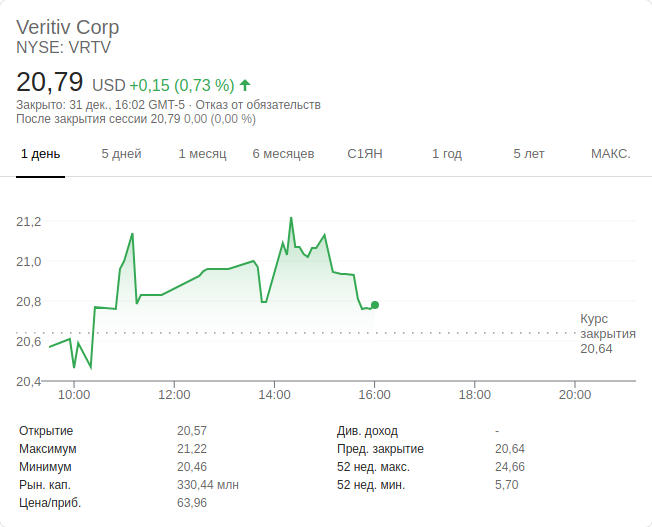 Veritiv Corp
NYSE: VRTV
20,79 USD +0,15 (0,73 %)
Закрыто: 31 дек., 16:02 GMT-5 · Отказ от обязательств
После закрытия сессии 20,79 0,00 (0,00 %)
1 день 5 дней 1 месяц 6 месяцев С1ЯН 1 год 5 лет МАКС.
21,2
21,0
20,8
20,6
20,4
Курс
закрытия
20,64
10:00 12:00 14:00 16:00 18:00 20:00
Открытие 20,57 Див. доход -
Максимум 21,22 Пред. закрытие 20,64
Минимум 20,46 52 нед. макс. 24,66
Рын. кап. 330,44 млн 52 нед. мин. 5,70
Цена/приб. 63,96